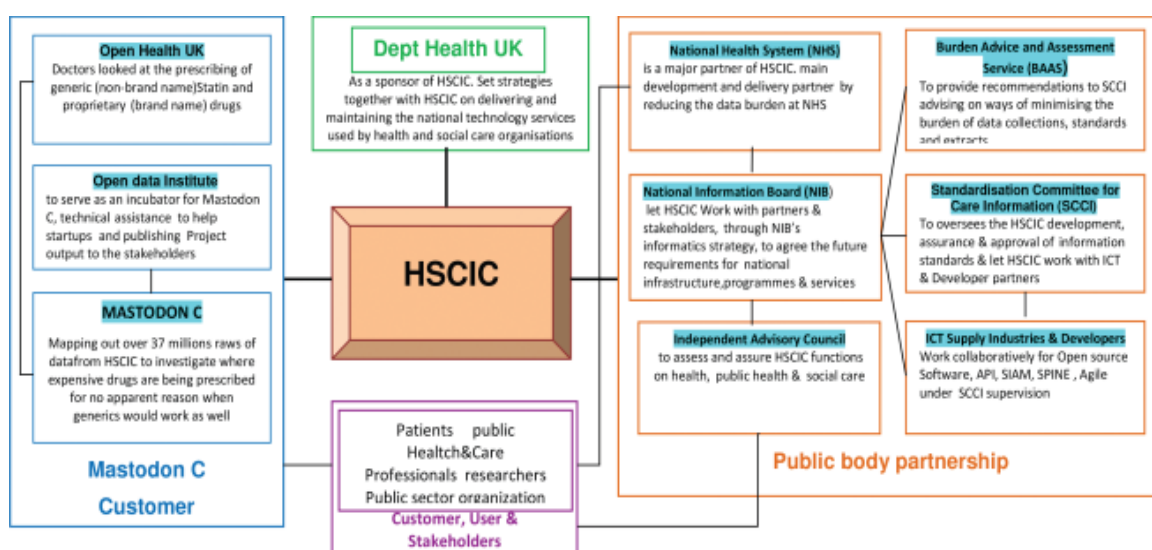 Open Health UK
Doctors looked at the prescribing of
generic (non-brand name)Statin and
proprietary (brand name) drugs
Open data Institute
to serve as an incubator for Mastodon
C, technical assistance to help
startups and publishing Project
output to the stakeholders
MASTODON C
Mapping out over 37 millions raws of
datafrom HSCIC to investigate where
expensive drugs are being prescribed
for no apparent reason when
generics would work as well
Mastodon C
Customer
Dept Health UK
As a sponsor of HSCIC. Set strategies
together with HSCIC on delivering and
maintaining the national technology services
used by health and social care organisations
HSCIC
Patients public
Healtch&Care
Professionals researchers
Public sector organization
Customer, User &
Stakeholders
National Health System (NHS)
is a major partner of HSCIC. main
development and delivery partner by
reducing the data burden at NHS
National Information Board (NIB)
let HSCIC Work with partners &
stakeholders, through NIB's
informatics strategy, to agree the future
requirements for national
infrastructure,programmes & services
Independent Advisory Council
to assess and assure HSCIC functions
on health, public health & social care
Burden Advice and Assessment
Service (BAAS)
To provide recommendations to SCCI
advising on ways of minimising the
burden of data collections, standards
and extracts
Standardisation Committee for
Care Information (SCCI)
To oversees the HSCIC development,
assurance & approval of information
standards & let HSCIC work with ICT
& Developer partners
ICT Supply Industries & Developers
Work collaboratively for Open source
Software, API, SIAM, SPINE , Agile
under SCCI supervision
Public body partnership